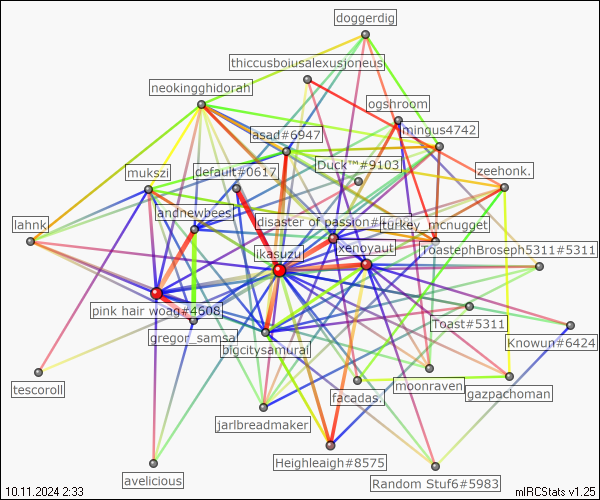 doggerdig
thiccusboiusalexusjoneus
neokingghidorah
ogshroom
mingus4742
asad#6947
Duck™#9103
mukszi
default#0617
zeehonk.
andnewbees
disaster of passion#
turkey_mcnugget
lahnk
ikasuzu!
xenoyaut
ToastephBroseph5311#5311
pink hair woag#4608
gregor_samsa
Toast#5311
Knowun#6424
bigcitysamurai
tescoroll
moonraven
gazpachoman
facadas.
jarlbreadmaker
Heighleigh#8575
avelicious
Random Stuf6#5983
10.11.2024 2:33
mIRCStats v1.25